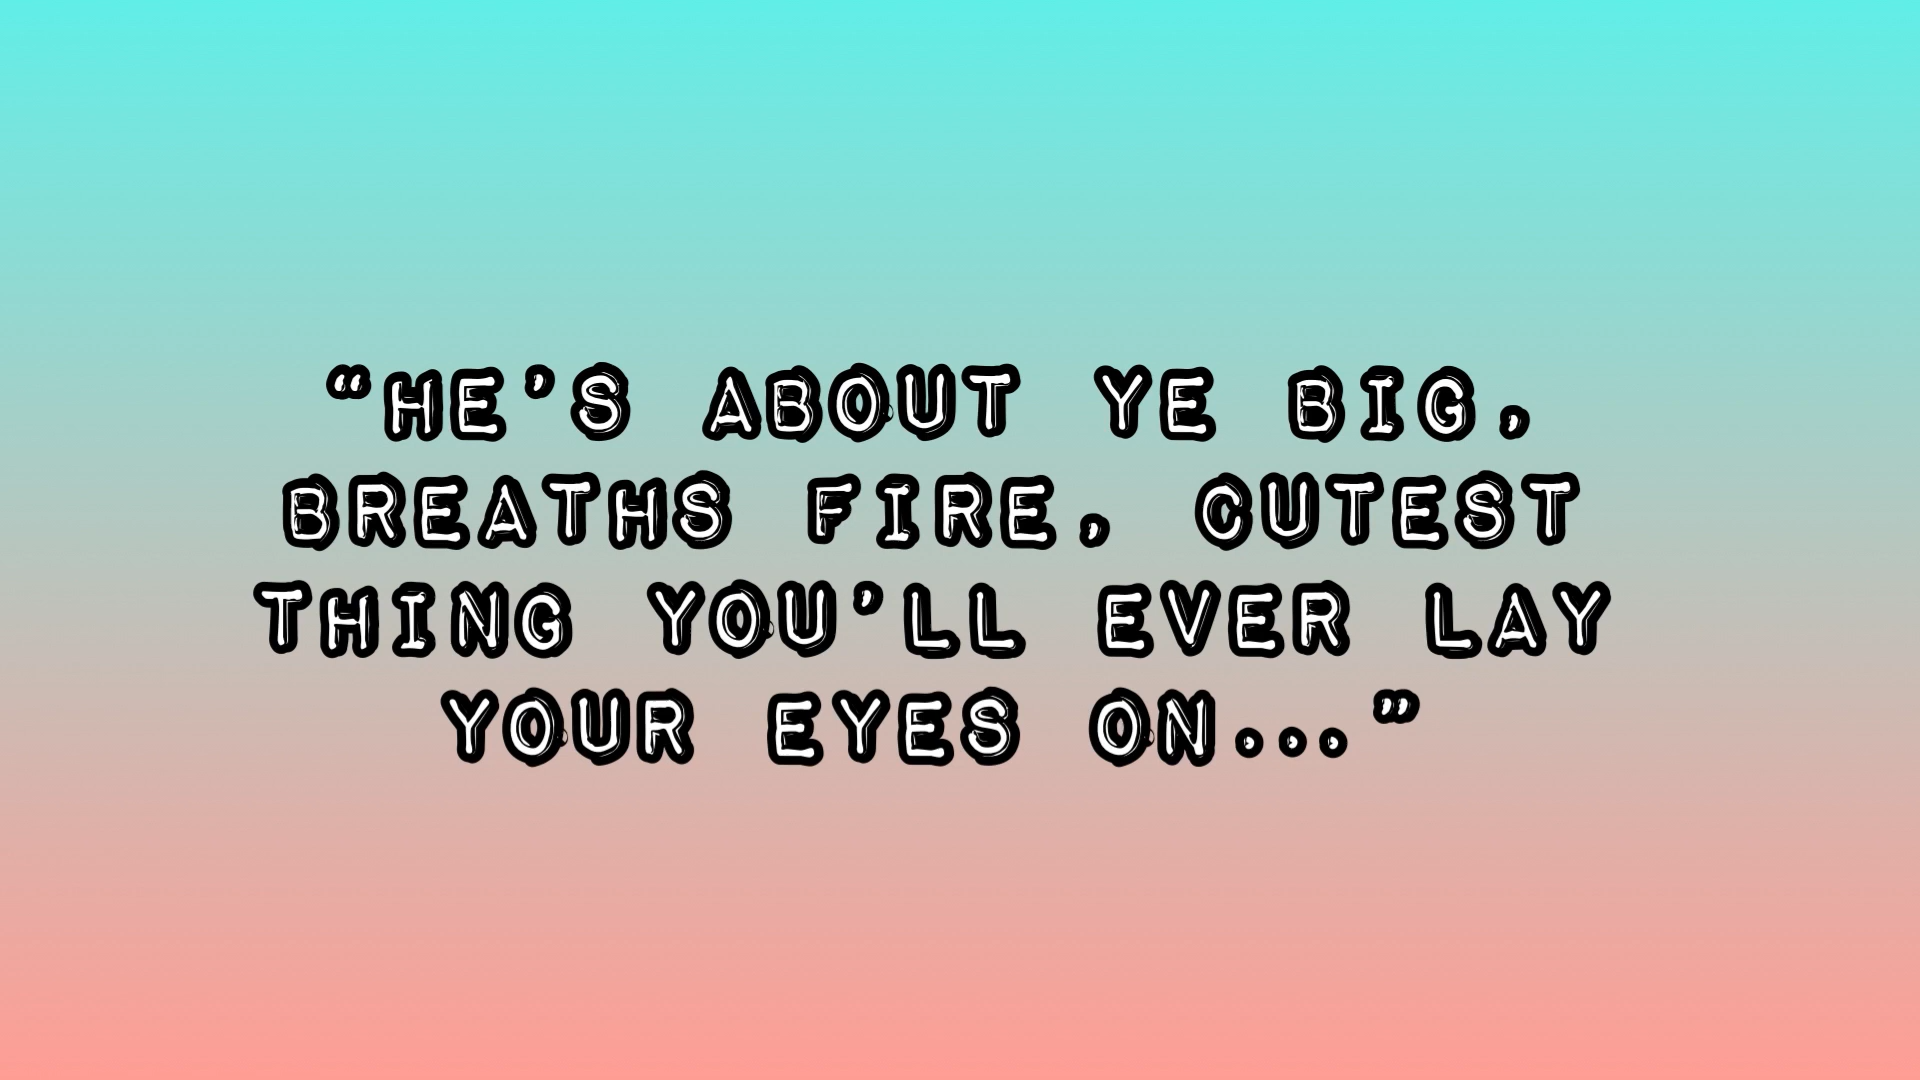 “HE’S ABOUT YE BIG,
BREATHS FIRE, CUTEST
THING YOU’LL EVER LAY
YOUR EYES ON...”